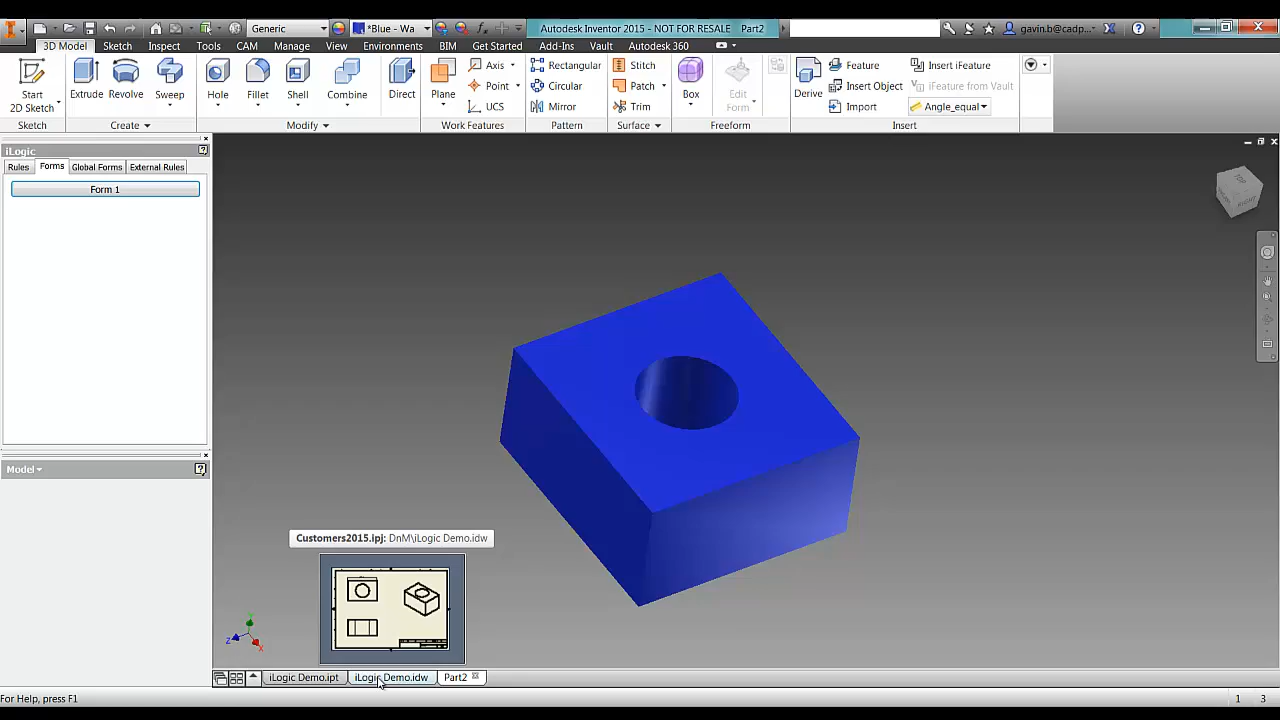 Generic
*Blue - Wa
Autodesk Inventor 2015 - NOT FOR RESALE Part2
gavin.b@cadp...
3D Model Sketch Inspect Tools CAM Manage View Environments BIM Get Started Add-Ins Vault Autodesk 360
Start
2D Sketch
Extrude
Revolve
Sweep
Hole
Fillet
Shell
Combine
Direct
Plane
Axis
Point
UCS
Rectangular
Circular
Mirror
Stitch
Patch
Trim
Box
Edit
Form
Derive
Feature
Insert Object
Import
Insert iFeature
iFeature from Vault
Angle_equal
Sketch Create Modify Work Features Pattern Surface Freeform Insert
iLogic
Rules Forms Global Forms External Rules
Form 1
Model
TOP
RIGHT
Customers2015.ipj: DnM\iLogic Demo.idw
Y
Z
X
iLogic Demo.ipt iLogic Demo.idw Part2
For Help, press F1
1 3